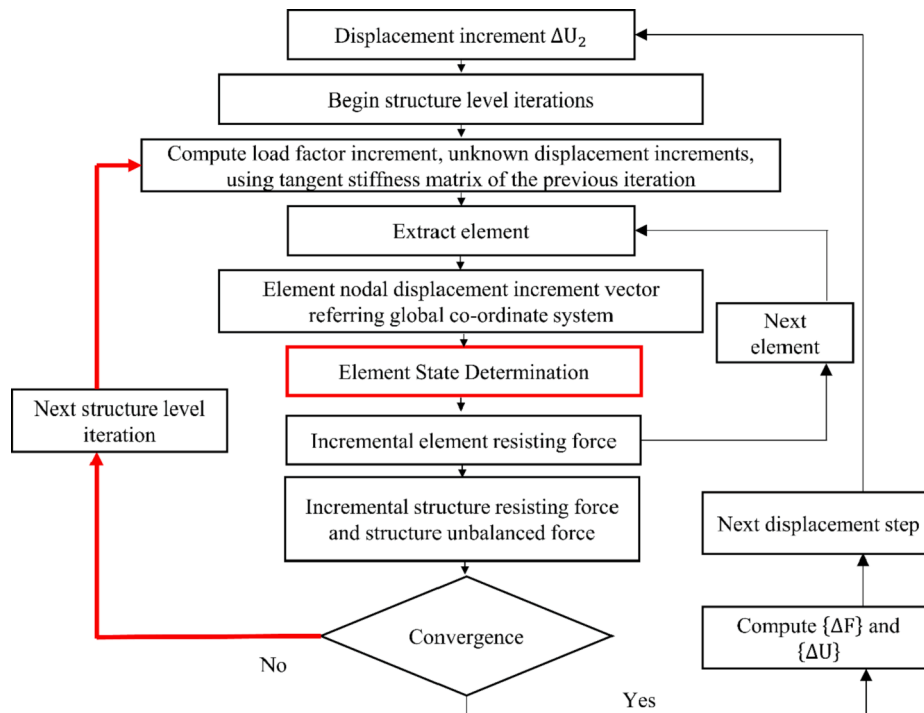 Displacement increment ΔU₂
Begin structure level iterations
Compute load factor increment, unknown displacement increments,
using tangent stiffness matrix of the previous iteration
Extract element
Element nodal displacement increment vector
referring global co-ordinate system
Next
element
Element State Determination
Next structure level
iteration
Incremental element resisting force
Incremental structure resisting force
and structure unbalanced force
Next displacement step
Convergence
Compute {ΔF} and
{ΔU}
No
Yes